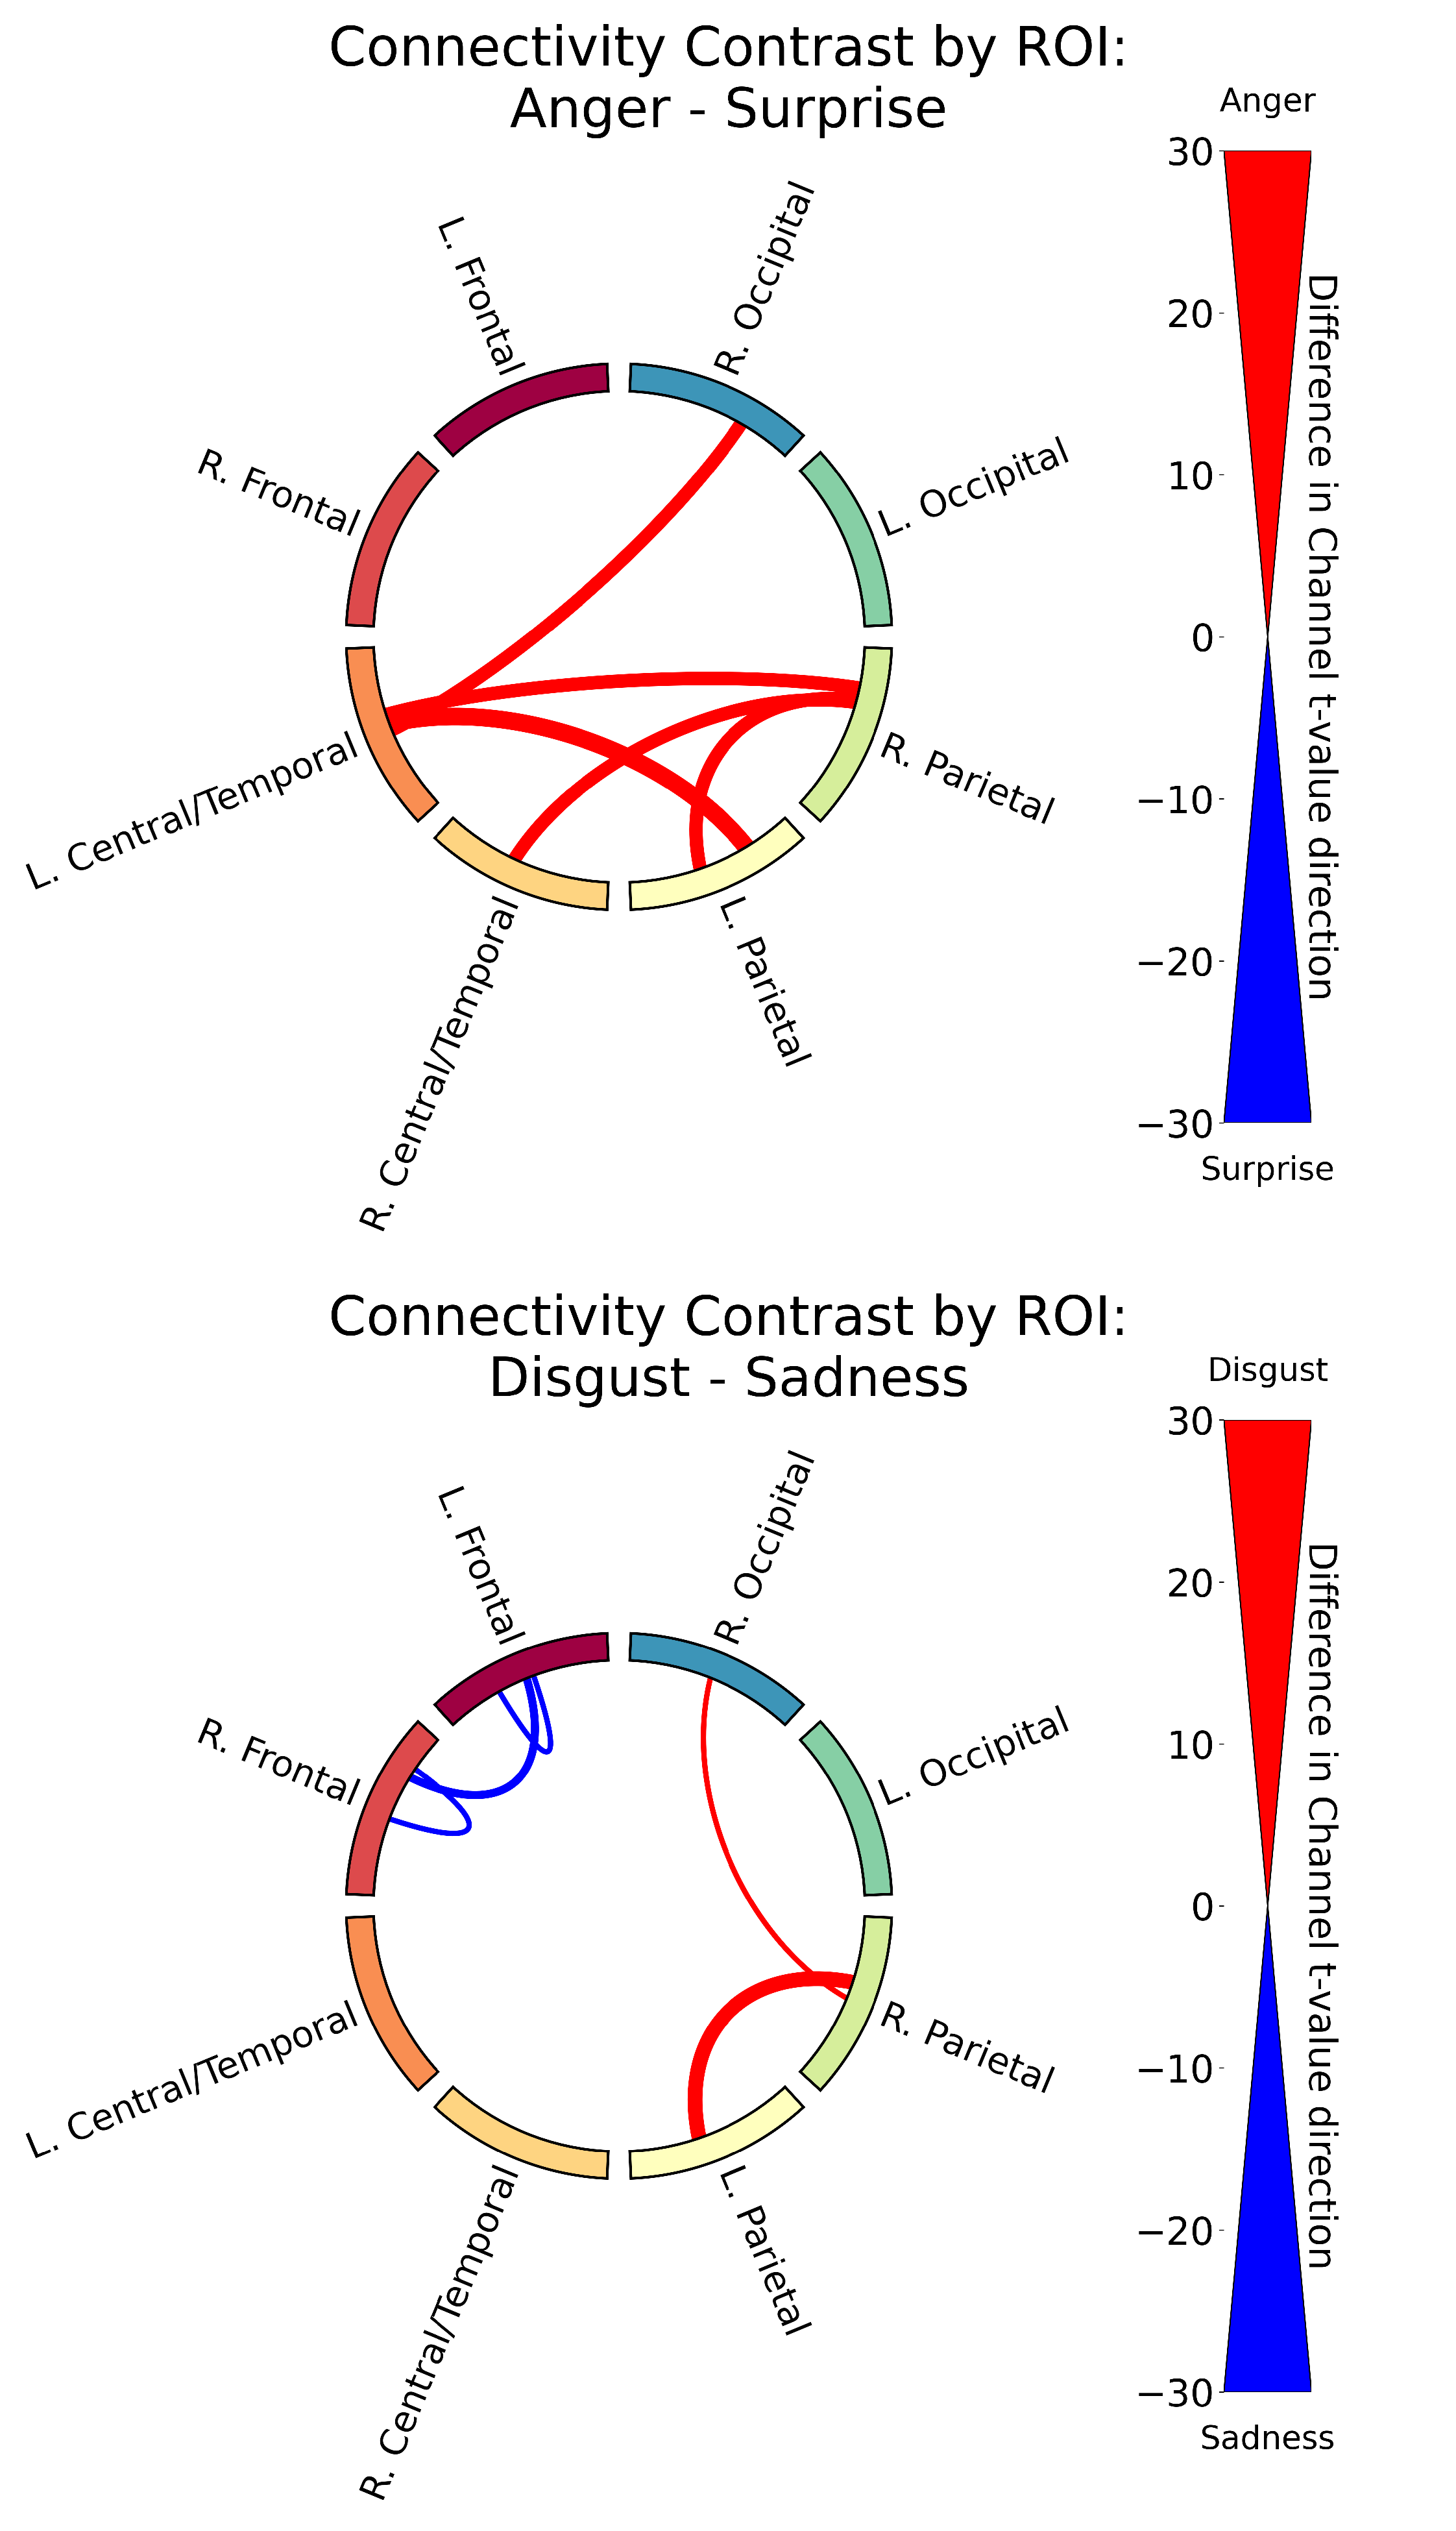 Connectivity Contrast by ROI:
Anger - Surprise
Anger
30
20
10
0
−10
−20
−30
Surprise
Difference in Channel t-value direction
L. Frontal
R. Occipital
R. Frontal
L. Occipital
L. Central/Temporal
R. Parietal
R. Central/Temporal
L. Parietal
Connectivity Contrast by ROI:
Disgust - Sadness
Disgust
30
20
10
0
−10
−20
−30
Sadness
Difference in Channel t-value direction
L. Frontal
R. Occipital
R. Frontal
L. Occipital
L. Central/Temporal
R. Parietal
R. Central/Temporal
L. Parietal